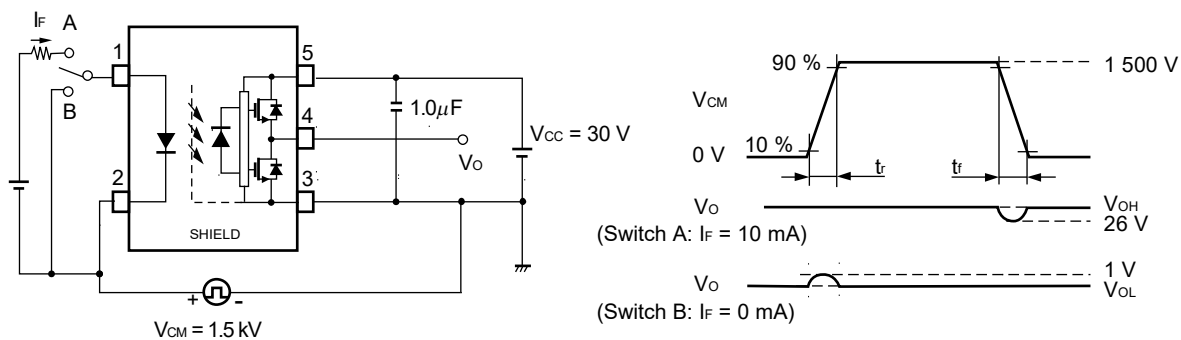 IF A
1
B
2
SHIELD
5
4
3
1.0μF
VO
VCC = 30 V
+ -
VCM = 1.5 kV
90 %
1 500 V
VCM
10 %
0 V
tr
tf
VO
VOH
26 V
(Switch A: IF = 10 mA)
1 V
VO
VOL
(Switch B: IF = 0 mA)